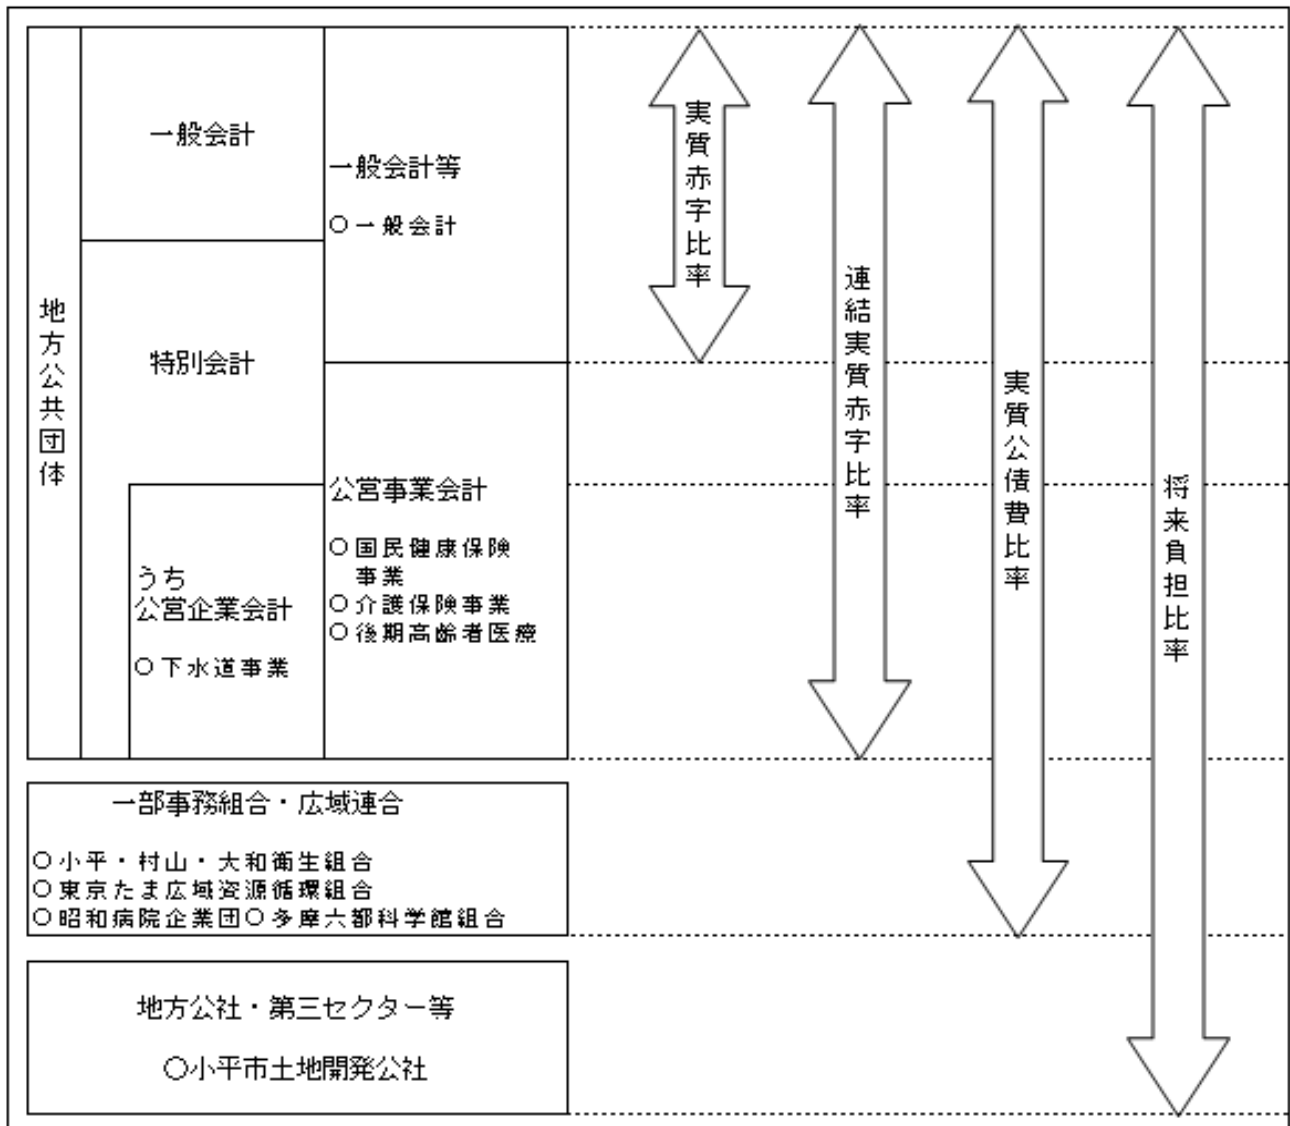 地方公共団体
一般会計
特別会計
うち
公営企業会計
○下水道事業
一般会計等
○一般会計
公営事業会計
○国民健康保険
事業
○介護保険事業
○後期高齢者医療
実質赤字比率
連結実質赤字比率
実質公債費比率
将来負担比率
一部事務組合・広域連合
○小平・村山・大和衛生組合
○東京たま広域資源循環組合
○昭和病院企業団○多摩六都科学館組合
地方公社・第三セクター等
○小平市土地開発公社